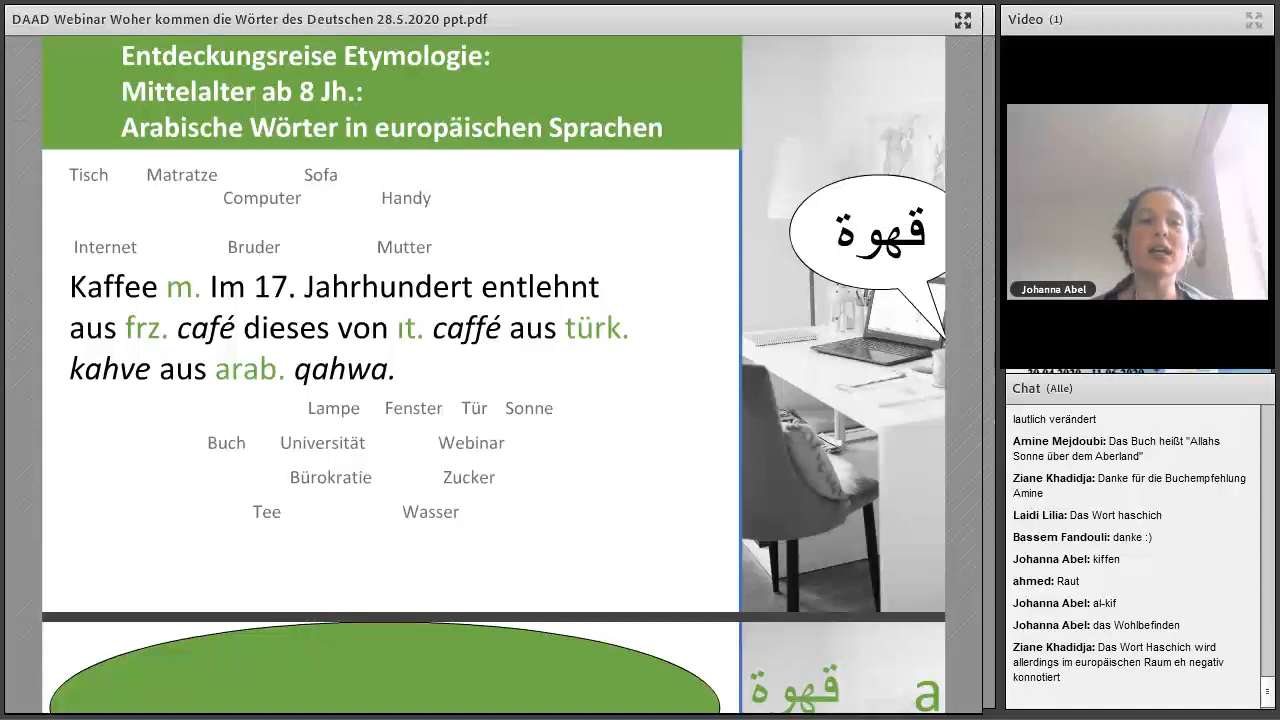 DAAD Webinar Woher kommen die Wörter des Deutschen 28.5.2020 ppt.pdf
Entdeckungsreise Etymologie:
Mittelalter ab 8 Jh.:
Arabische Wörter in europäischen Sprachen
Tisch Matratze Sofa
Computer Handy
Internet Bruder Mutter
Kaffee m. Im 17. Jahrhundert entlehnt
aus frz. café dieses von ıt. caffé aus türk.
kahve aus arab. qahwa.
Lampe Fenster Tür Sonne
Buch Universität Webinar
Bürokratie Zucker
Tee Wasser
قهوة
قهوة a
Video (1)
Johanna Abel
Chat (Alle)
lautlich verändert
Amine Mejdoubi: Das Buch heißt "Allahs
Sonne über dem Aberland"
Ziane Khadidja: Danke für die Buchempfehlung
Amine
Laidi Lilia: Das Wort haschich
Bassem Fandouli: danke :)
Johanna Abel: kiffen
ahmed: Raut
Johanna Abel: al-kif
Johanna Abel: das Wohlbefinden
Ziane Khadidja: Das Wort Haschich wird
allerdings im europäischen Raum eh negativ
konnotiert